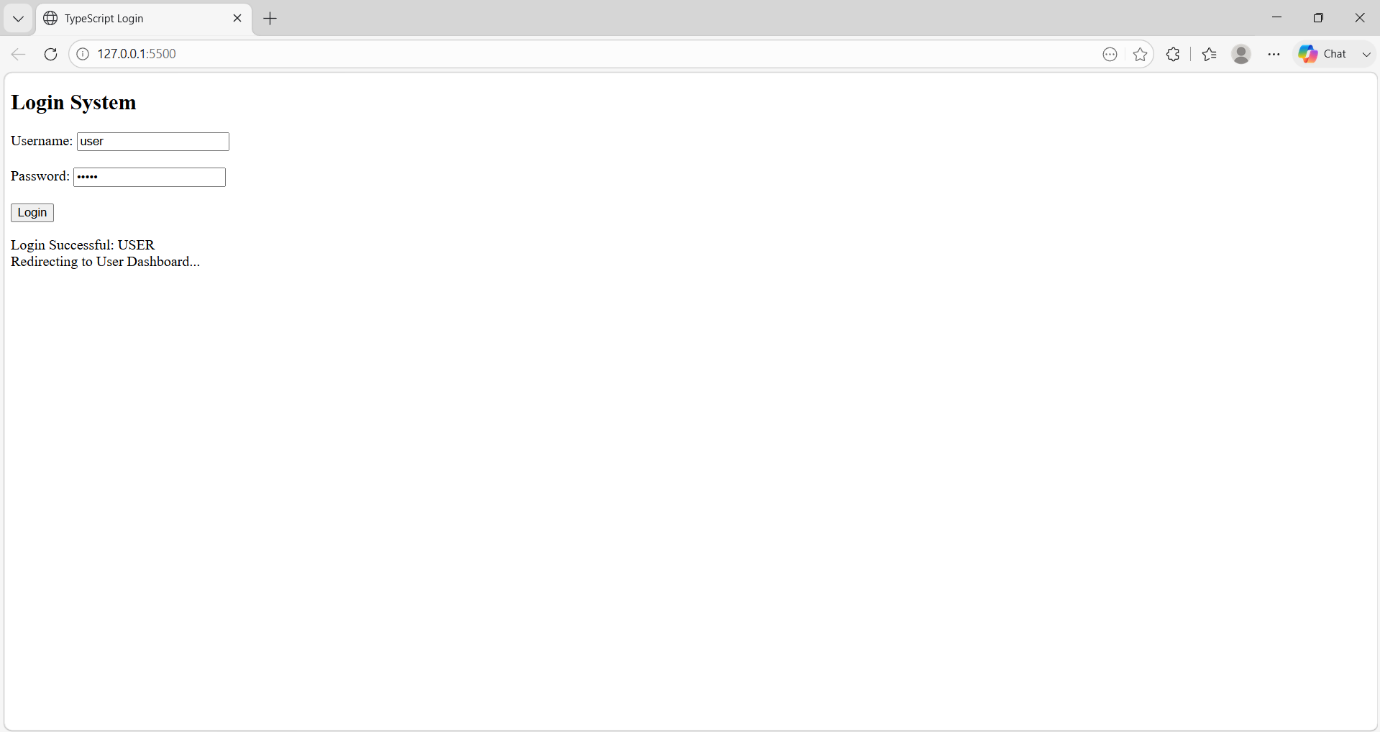 TypeScript Login
127.0.0.1:5500
Chat
Login System
Username: user
Password: •••••
Login
Login Successful: USER
Redirecting to User Dashboard...